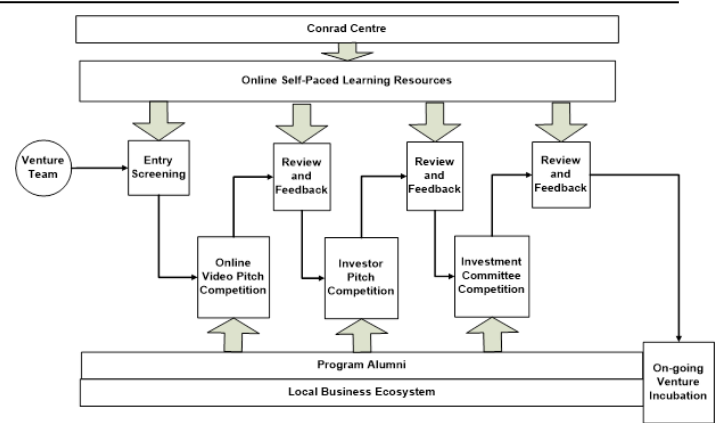 Conrad Centre
Online Self-Paced Learning Resources
Venture
Team
Entry
Screening
Review
and
Feedback
Review
and
Feedback
Review
and
Feedback
Online
Video Pitch
Competition
Investor
Pitch
Competition
Investment
Committee
Competition
Program Alumni
Local Business Ecosystem
On-going
Venture
Incubation